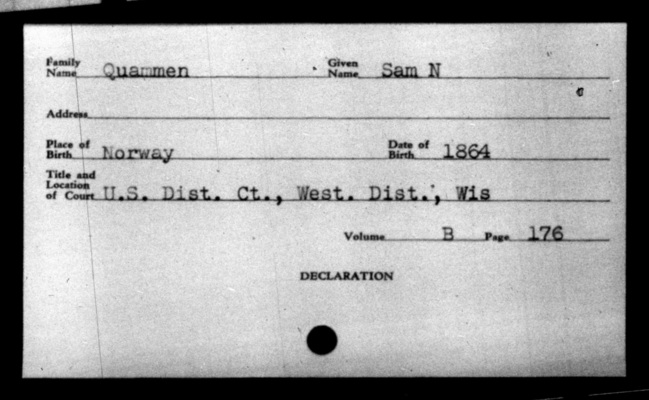 Family Name Quammen Given Name Sam N
Address
Place of Birth Norway Date of Birth 1864
Title and Location of Court U.S. Dist. Ct., West. Dist., Wis
Volume B Page 176
DECLARATION